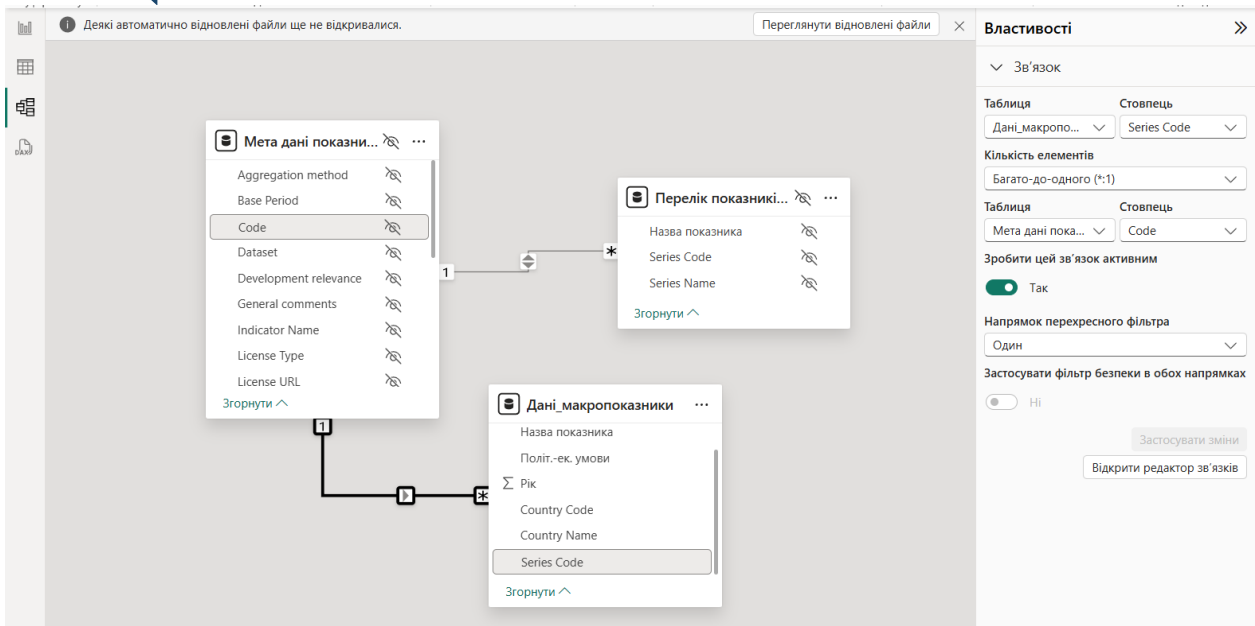 Деякі автоматично відновлені файли ще не відкривалися.
Переглянути відновлені файли
Властивості
Зв'язок
Таблиця
Стовпець
Дані_макропо...
Series Code
Кількість елементів
Багато-до-одного (*:1)
Таблиця
Стовпець
Мета дані пока...
Code
Зробити цей зв'язок активним
Так
Напрямок перехресного фільтра
Один
Застосувати фільтр безпеки в обох напрямках
Ні
Застосувати зміни
Відкрити редактор зв'язків
DAX
Мета дані показни...
Aggregation method
Base Period
Code
Dataset
Development relevance
General comments
Indicator Name
License Type
License URL
Згорнути
1
*
1
*
Перелік показникі...
Назва показника
Series Code
Series Name
Згорнути
Дані_макропоказники
Назва показника
Політ.-ек. умови
Σ Рік
Country Code
Country Name
Series Code
Згорнути